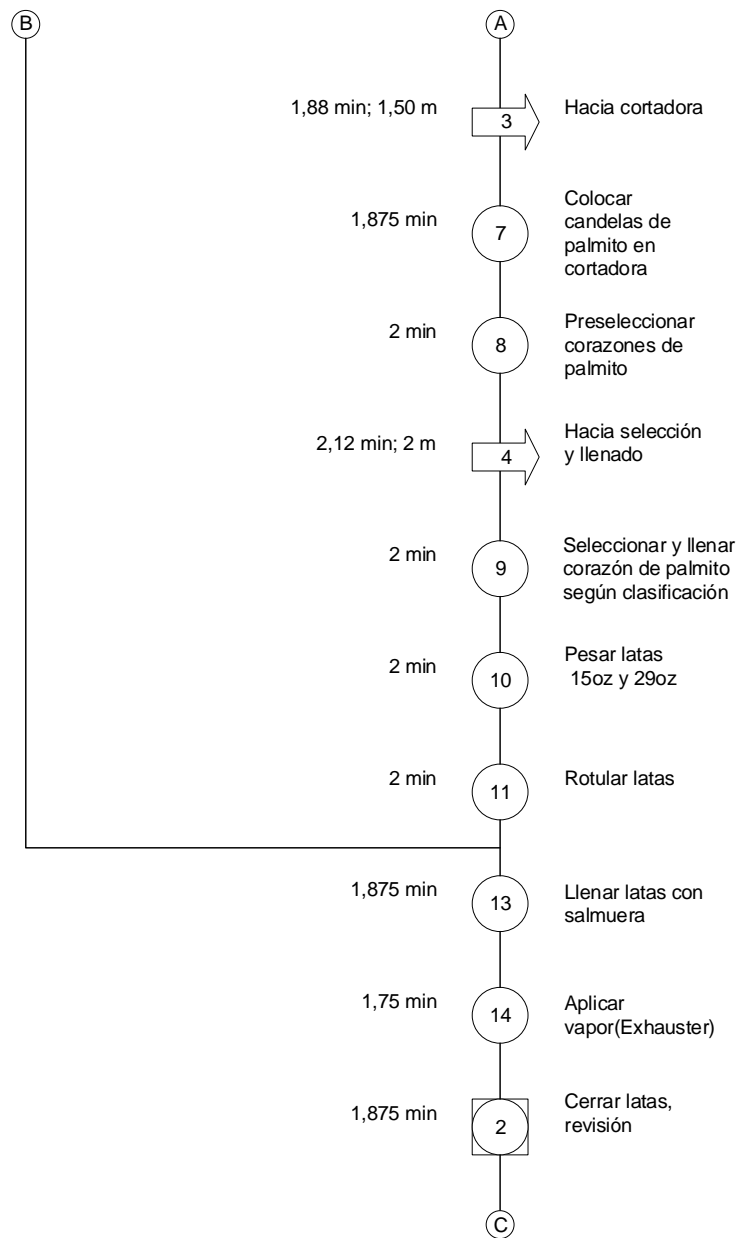 B
A
1,88 min; 1,50 m
3
Hacia cortadora
1,875 min
7
Colocar
candelas de
palmito en
cortadora
2 min
8
Preseleccionar
corazones de
palmito
2,12 min; 2 m
4
Hacia selección
y llenado
2 min
9
Seleccionar y llenar
corazón de palmito
según clasificación
2 min
10
Pesar latas
15oz y 29oz
2 min
11
Rotular latas
1,875 min
13
Llenar latas con
salmuera
1,75 min
14
Aplicar
vapor(Exhauster)
1,875 min
2
Cerrar latas,
revisión
C